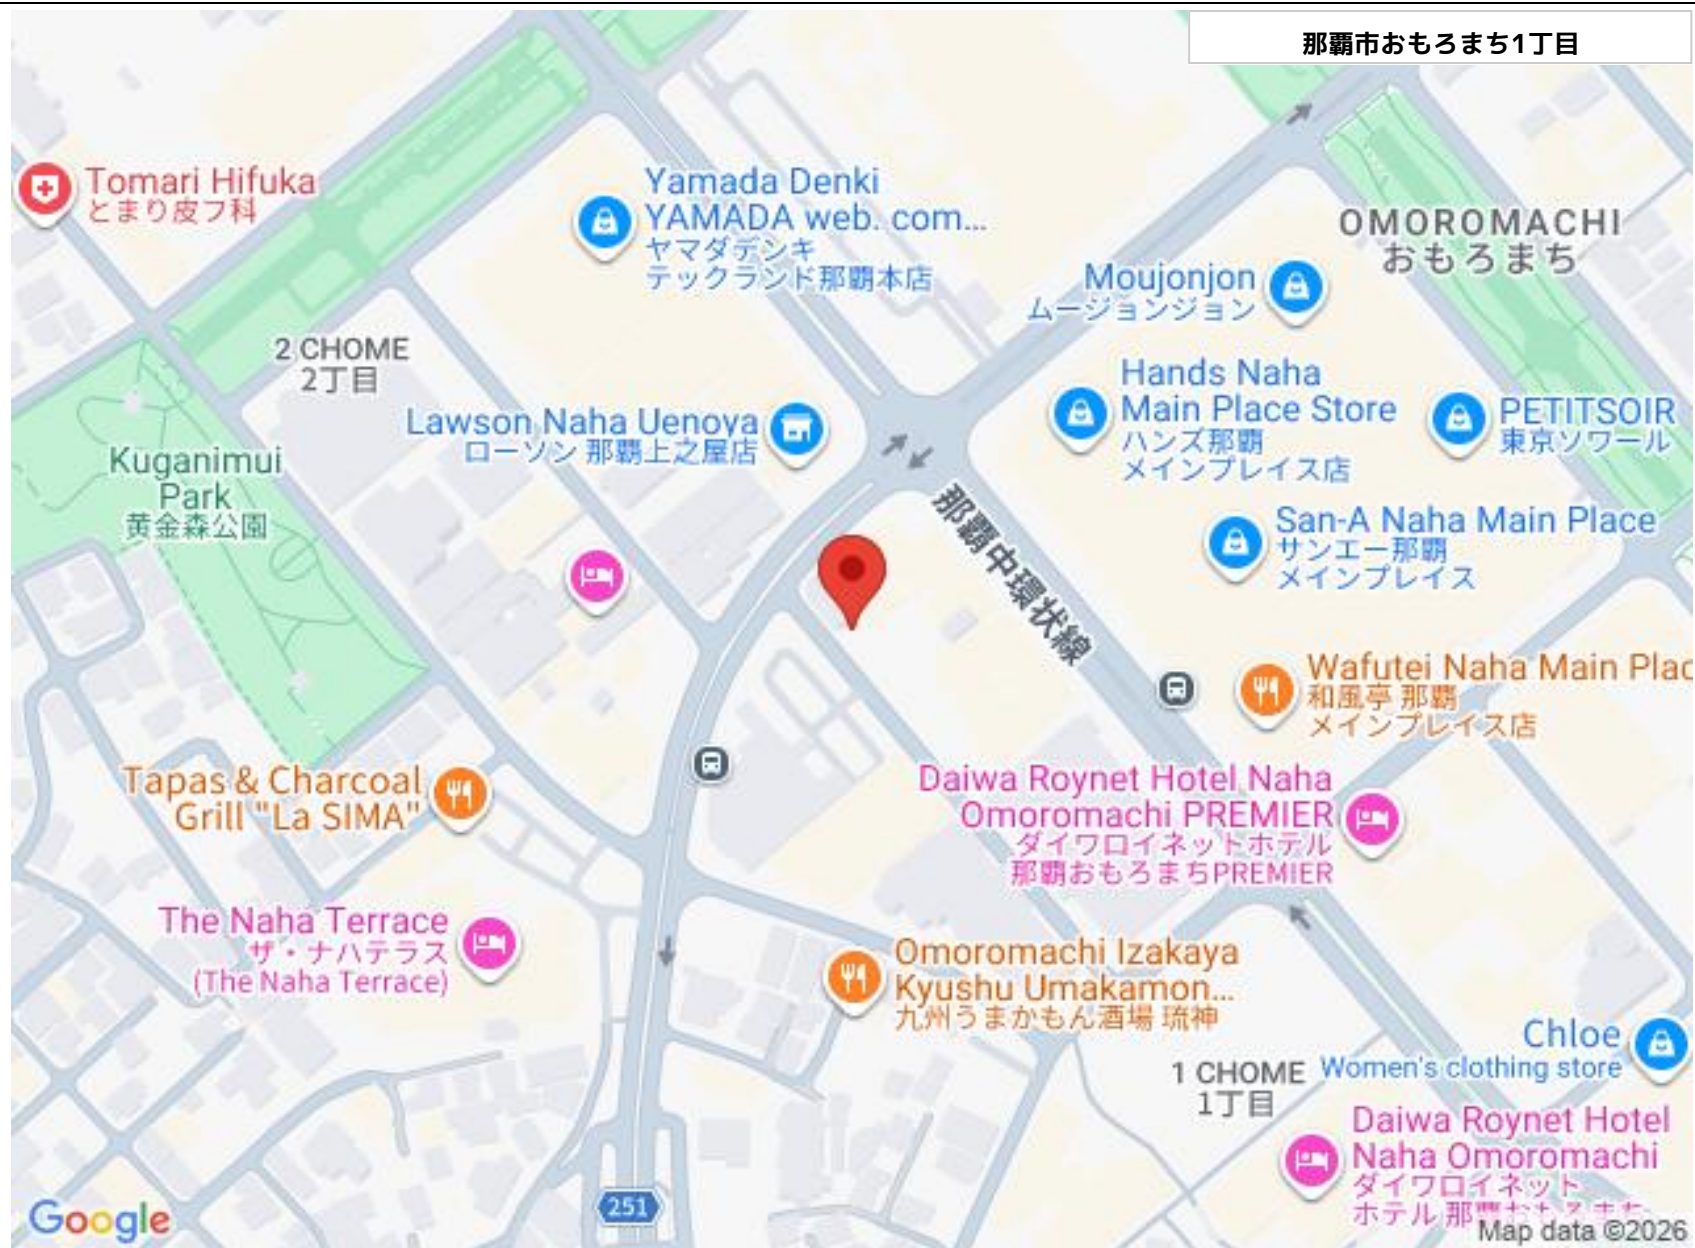 那覇市おもろまち1丁目
Tomari Hifuka
とまり皮フ科
Yamada Denki
YAMADA web. com...
ヤマダデンキ
テックランド那覇本店
OMOROMACHI
おもろまち
Moujonjon
ムージョンジョン
2 CHOME
2丁目
Hands Naha
Main Place Store
ハンズ那覇
メインプレイス店
PETITSOIR
東京ソワール
Lawson Naha Uenoya
ローソン 那覇上之屋店
Kuganimui
Park
黄金森公園
那覇中環状線
San-A Naha Main Place
サンエー那覇
メインプレイス
Wafutei Naha Main Plac
和風亭 那覇
メインプレイス店
Tapas & Charcoal
Grill "La SIMA"
Daiwa Roynet Hotel Naha
Omoromachi PREMIER
ダイワロイネットホテル
那覇おもろまちPREMIER
The Naha Terrace
ザ・ナハテラス
(The Naha Terrace)
Omoromachi Izakaya
Kyushu Umakamon...
九州うまかもん酒場 琉神
Chloe
Women's clothing store
1 CHOME
1丁目
Daiwa Roynet Hotel
Naha Omoromachi
ダイワロイネット
ホテル 那覇おもろまち
251
Google
Map data ©2026